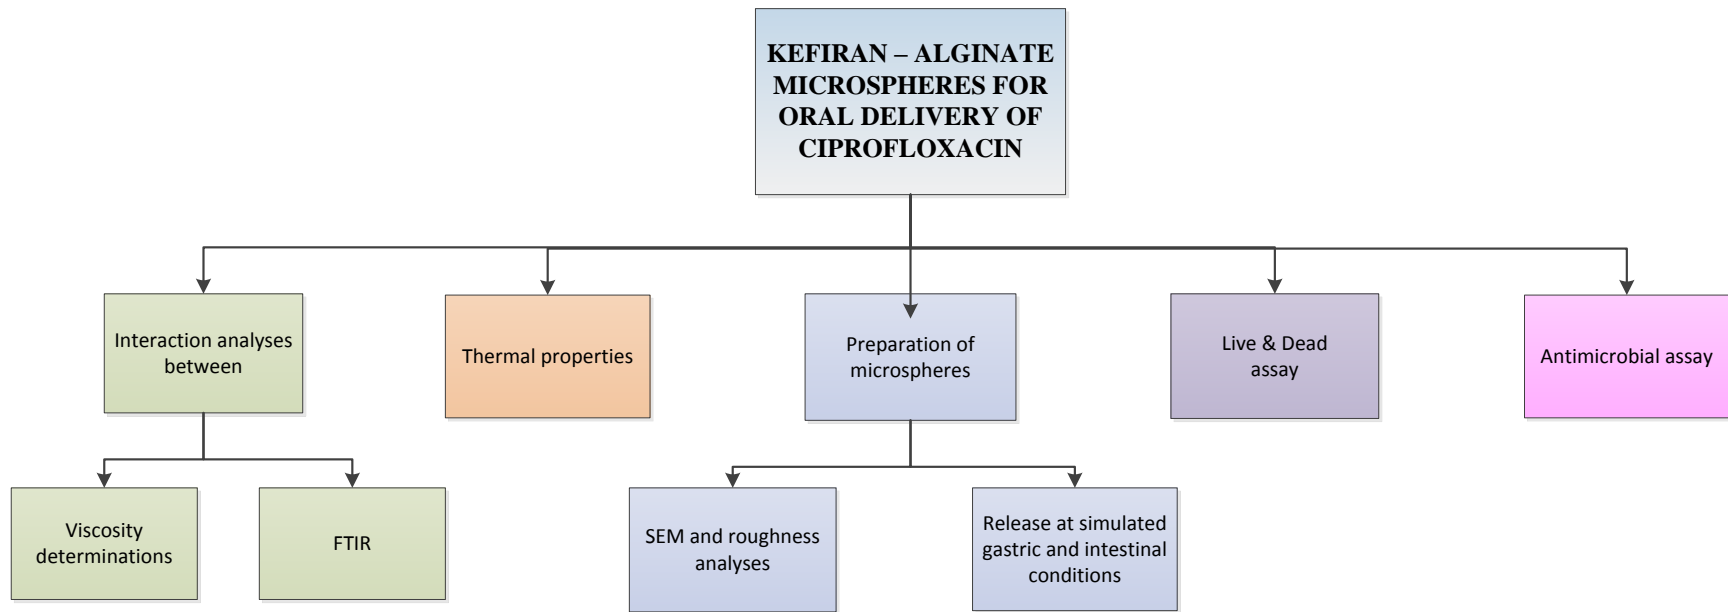 KEFIRAN – ALGINATE
MICROSPHERES FOR
ORAL DELIVERY OF
CIPROFLOXACIN
Interaction analyses
between
Thermal properties
Preparation of
microspheres
Live & Dead
assay
Antimicrobial assay
Viscosity
determinations
FTIR
SEM and roughness
analyses
Release at simulated
gastric and intestinal
conditions